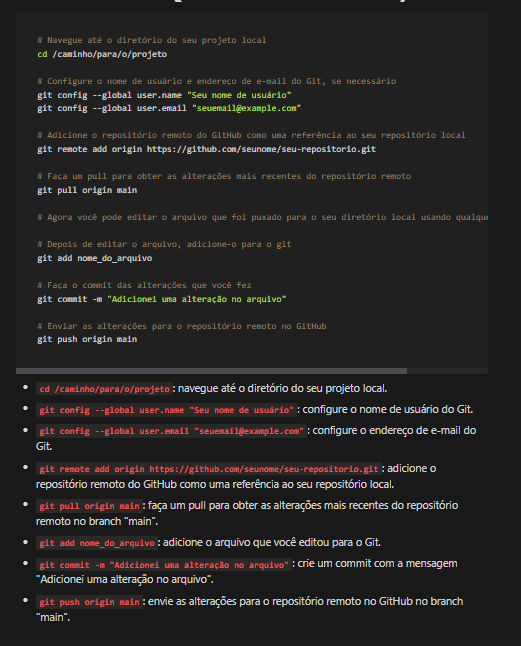 # Navegue até o diretório do seu projeto local
cd /caminho/para/o/projeto
# Configure o nome de usuário e endereço de e-mail do Git, se necessário
git config --global user.name "Seu nome de usuário"
git config --global user.email "seuemail@example.com"
# Adicione o repositório remoto do GitHub como uma referência ao seu repositório local
git remote add origin https://github.com/seunome/seu-repositorio.git
# Faça um pull para obter as alterações mais recentes do repositório remoto
git pull origin main
# Agora você pode editar o arquivo que foi puxado para o seu diretório local usando qualque
# Depois de editar o arquivo, adicione-o para o git
git add nome_do_arquivo
# Faça o commit das alterações que você fez
git commit -m "Adicionei uma alteração no arquivo"
# Enviar as alterações para o repositório remoto no GitHub
git push origin main
• cd /caminho/para/o/projeto: navegue até o diretório do seu projeto local.
• git config --global user.name "Seu nome de usuário": configure o nome de usuário do Git.
• git config --global user.email "seuemail@example.com": configure o endereço de e-mail do
Git.
• git remote add origin https://github.com/seunome/seu-repositorio.git: adicione o
repositório remoto do GitHub como uma referência ao seu repositório local.
• git pull origin main: faça um pull para obter as alterações mais recentes do repositório
remoto no branch "main".
• git add nome_do_arquivo: adicione o arquivo que você editou para o Git.
• git commit -m "Adicionei uma alteração no arquivo": crie um commit com a mensagem
"Adicionei uma alteração no arquivo".
• git push origin main: envie as alterações para o repositório remoto no GitHub no branch
"main".